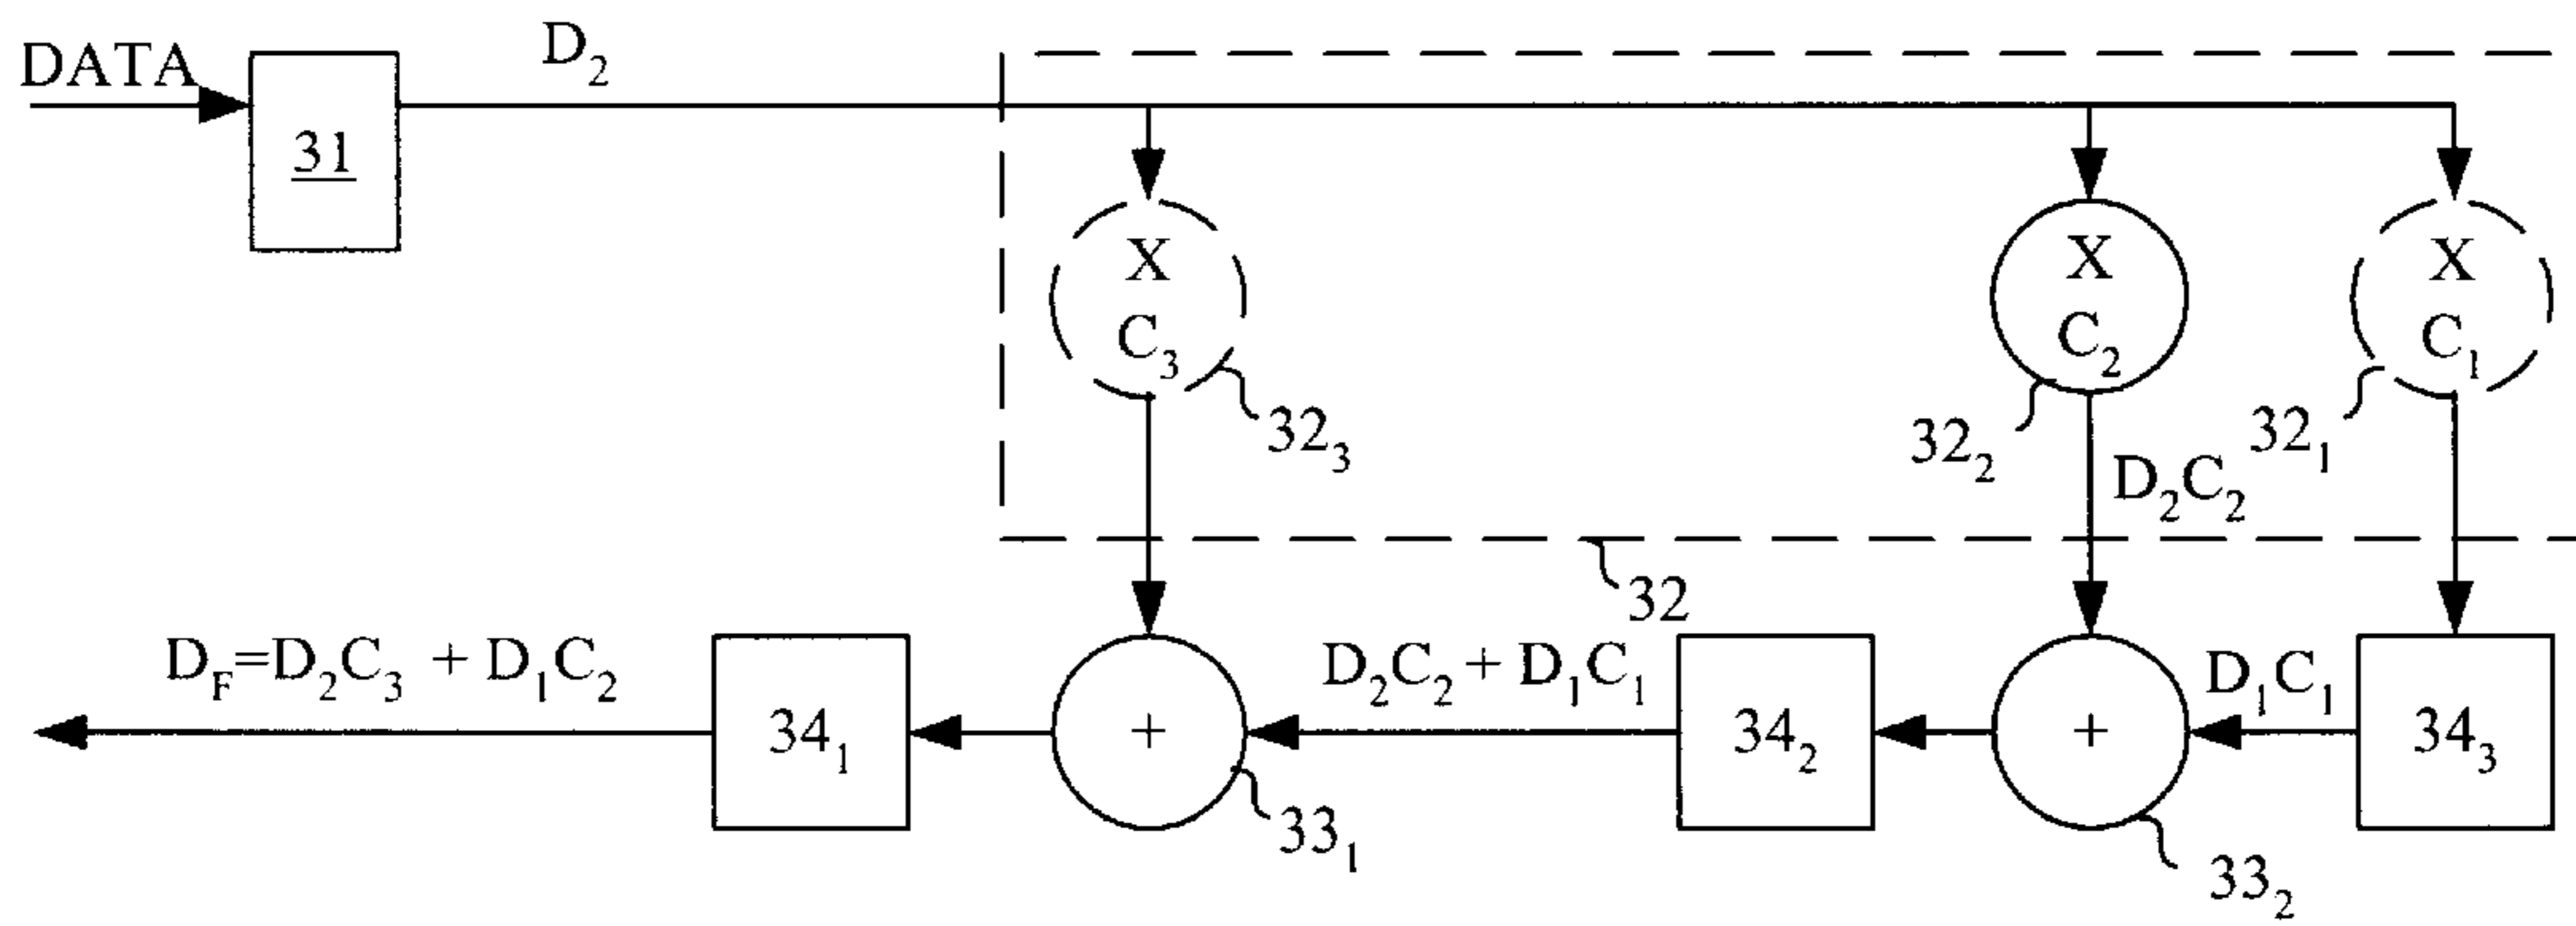 DATA
D₂
31
X
C₃
32₃
X
C₂
32₂
X
C₁
32₁
D₂C₂
32
D_F=D₂C₃ + D₁C₂
34₁
+
33₁
D₂C₂ + D₁C₁
34₂
+
33₂
D₁C₁
34₃